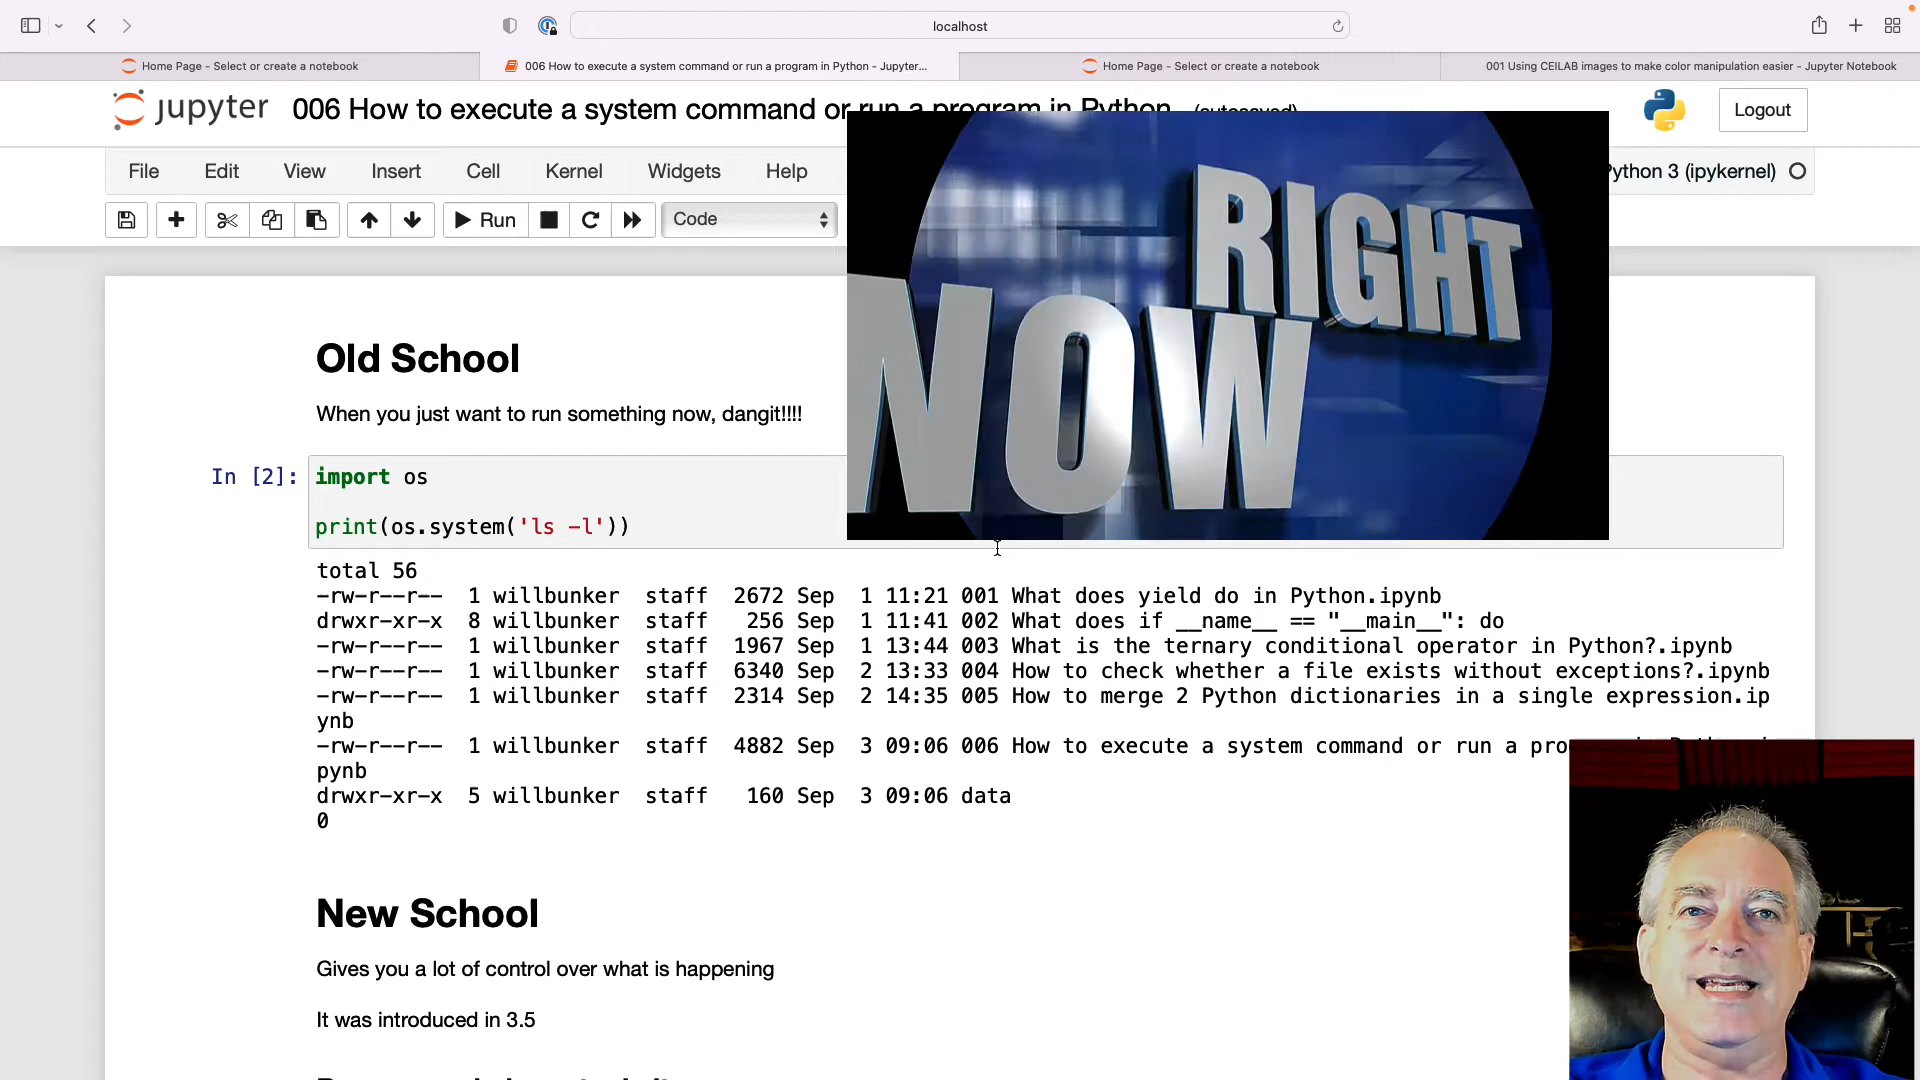 localhost
Home Page - Select or create a notebook
006 How to execute a system command or run a program in Python - Jupyter...
Home Page - Select or create a notebook
001 Using CEILAB images to make color manipulation easier - Jupyter Notebook
jupyter 006 How to execute a system command or run a program in Python (autosaved)
Logout
File Edit View Insert Cell Kernel Widgets Help
Python 3 (ipykernel)
Run
Code
RIGHT
NOW
Old School
When you just want to run something now, dangit!!!!
In [2]:
import os
print(os.system('ls -l'))
total 56
-rw-r--r-- 1 willbunker staff 2672 Sep 1 11:21 001 What does yield do in Python.ipynb
drwxr-xr-x 8 willbunker staff 256 Sep 1 11:41 002 What does if __name__ == "__main__": do
-rw-r--r-- 1 willbunker staff 1967 Sep 1 13:44 003 What is the ternary conditional operator in Python?.ipynb
-rw-r--r-- 1 willbunker staff 6340 Sep 2 13:33 004 How to check whether a file exists without exceptions?.ipynb
-rw-r--r-- 1 willbunker staff 2314 Sep 2 14:35 005 How to merge 2 Python dictionaries in a single expression.ip
ynb
-rw-r--r-- 1 willbunker staff 4882 Sep 3 09:06 006 How to execute a system command or run a pro
pynb
drwxr-xr-x 5 willbunker staff 160 Sep 3 09:06 data
0
New School
Gives you a lot of control over what is happening
It was introduced in 3.5